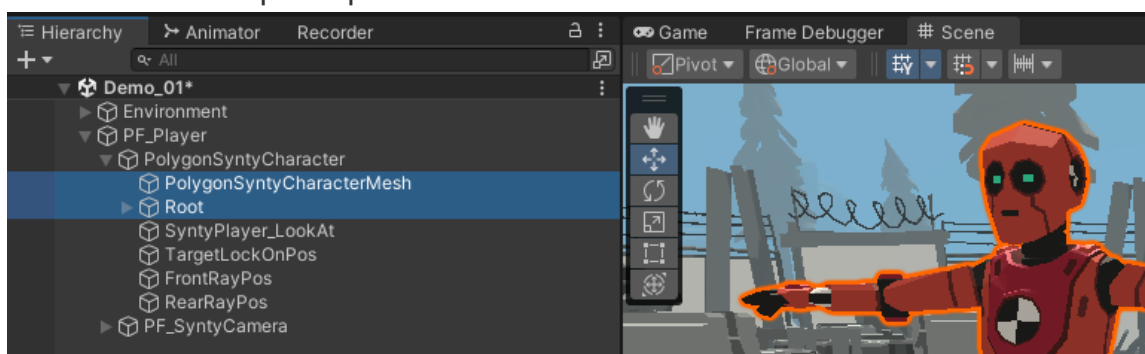 Hierarchy Animator Recorder
All
Demo_01*
Environment
PF_Player
PolygonSyntyCharacter
PolygonSyntyCharacterMesh
Root
SyntyPlayer_LookAt
TargetLockOnPos
FrontRayPos
RearRayPos
PF_SyntyCamera
Game Frame Debugger Scene
Pivot Global